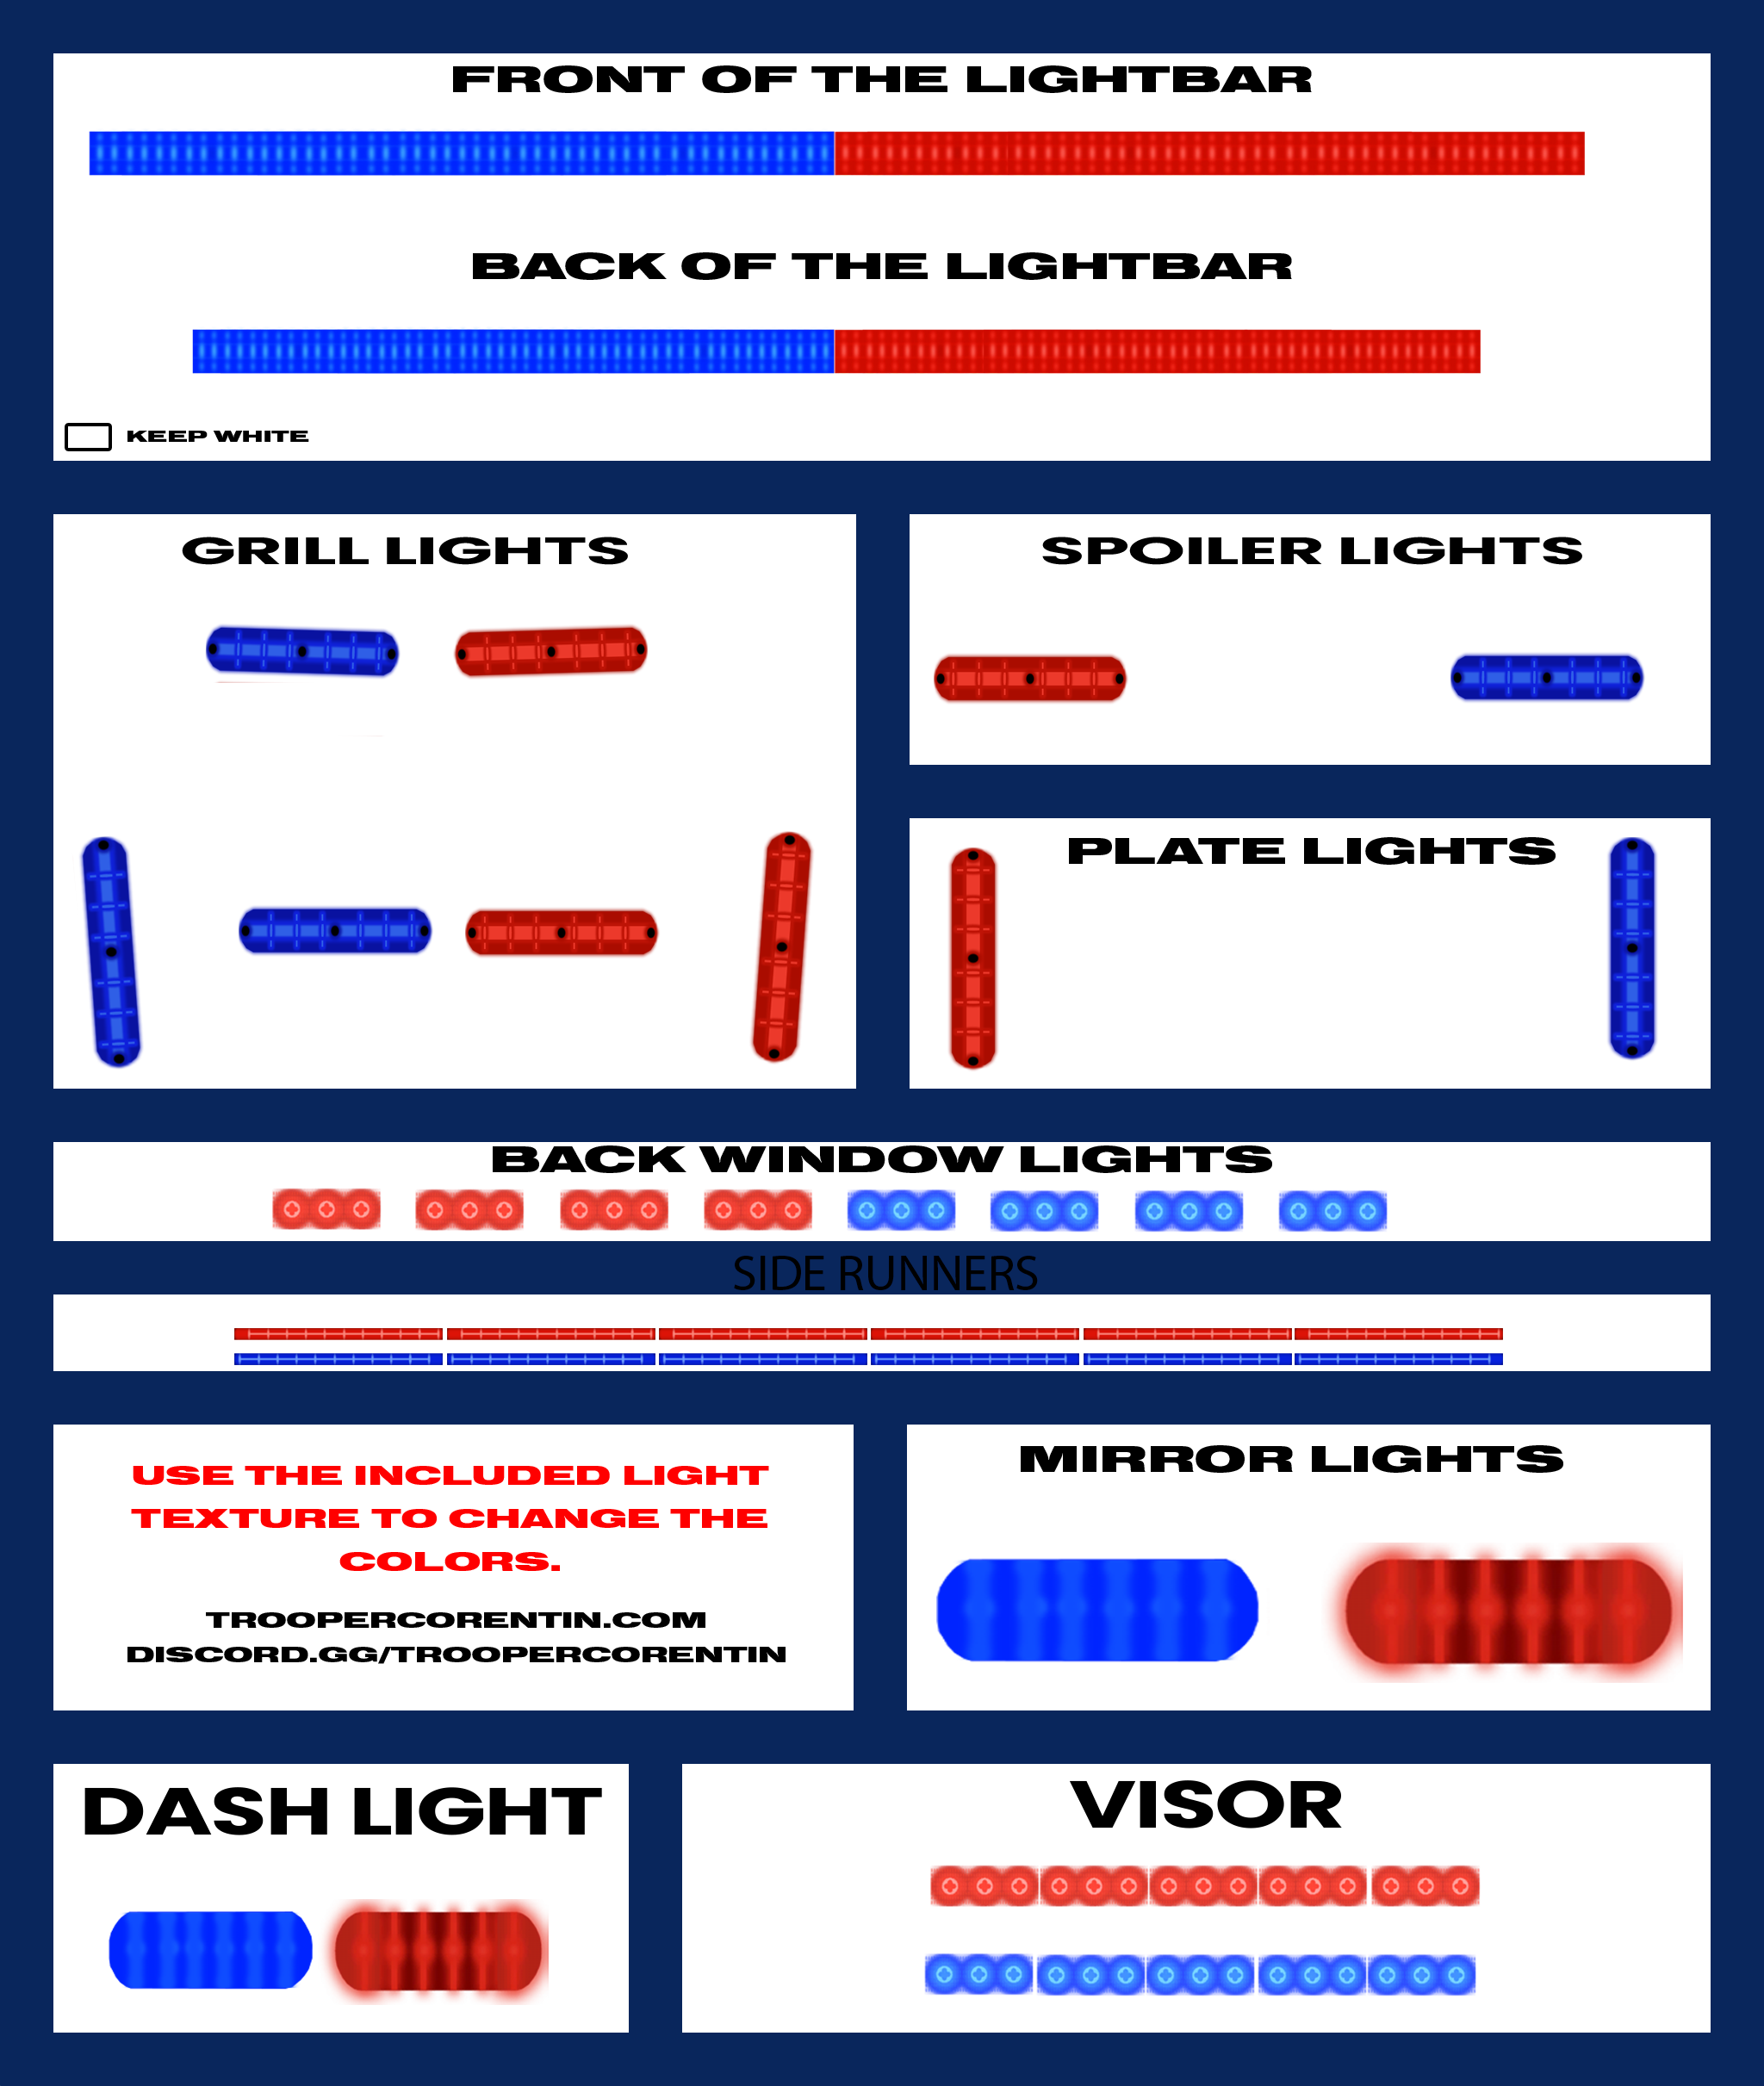 FRONT OF THE LIGHTBAR
BACK OF THE LIGHTBAR
KEEP WHITE
GRILL LIGHTS
SPOILER LIGHTS
PLATE LIGHTS
BACK WINDOW LIGHTS
SIDE RUNNERS
USE THE INCLUDED LIGHT
TEXTURE TO CHANGE THE
COLORS.
TROOPERCORENTIN.COM
DISCORD.GG/TROOPERCORENTIN
MIRROR LIGHTS
DASH LIGHT
VISOR